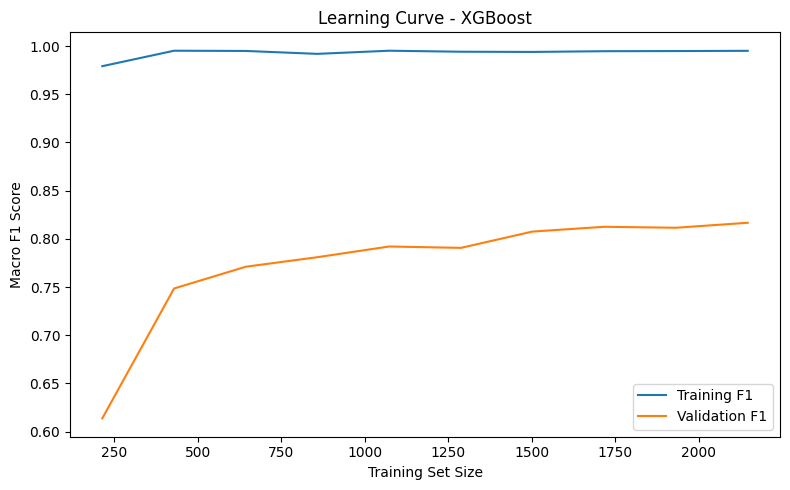 Learning Curve - XGBoost
Macro F1 Score
1.00
0.95
0.90
0.85
0.80
0.75
0.70
0.65
0.60
Training F1
Validation F1
250 500 750 1000 1250 1500 1750 2000
Training Set Size